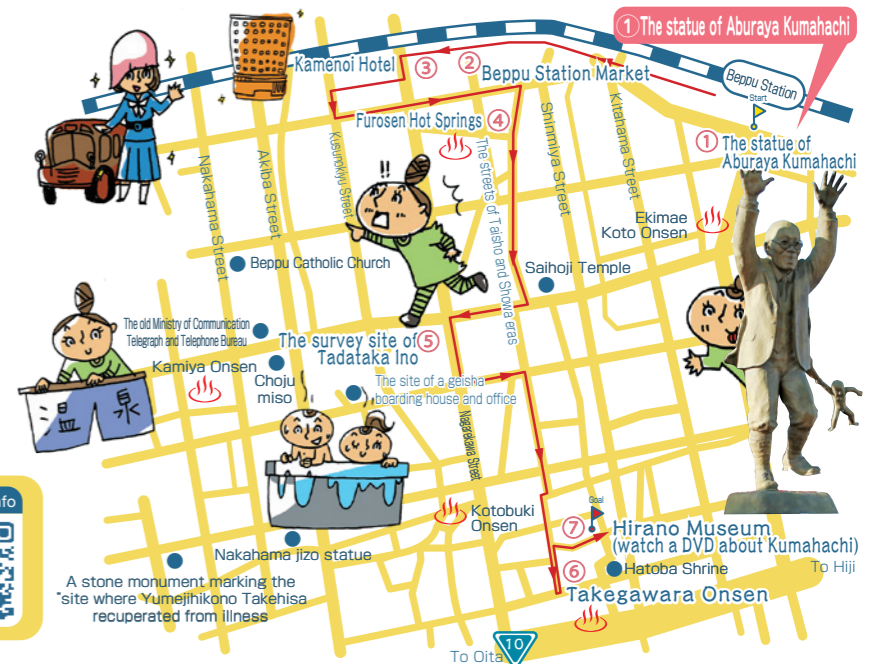 ① The statue of Aburaya Kumahachi
Beppu Station
Start
① The statue of
Aburaya Kumahachi
Kamenoi Hotel
③
②
Beppu Station Market
Furosen Hot Springs ④
Nakahama Street
Akiba Street
Kusunokiyu Street
The streets of Taisho and Showa eras
Shinmiya Street
Kitahama Street
!!
Ekimae
Koto Onsen
Beppu Catholic Church
Saihoji Temple
The old Ministry of Communication
Telegraph and Telephone Bureau
The survey site of ⑤
Tadataka Ino
Kamiya Onsen
Choju
miso
The site of a geisha
boarding house and office
温泉
Nagarekawa Street
Kotobuki
Onsen
Goal
⑦
Hirano Museum
(watch a DVD about Kumahachi)
Hatoba Shrine
⑥
Takegawara Onsen
To Hiji
Nakahama jizo statue
A stone monument marking the
"site where Yumejihikono Takehisa
recuperated from illness
To Oita
10